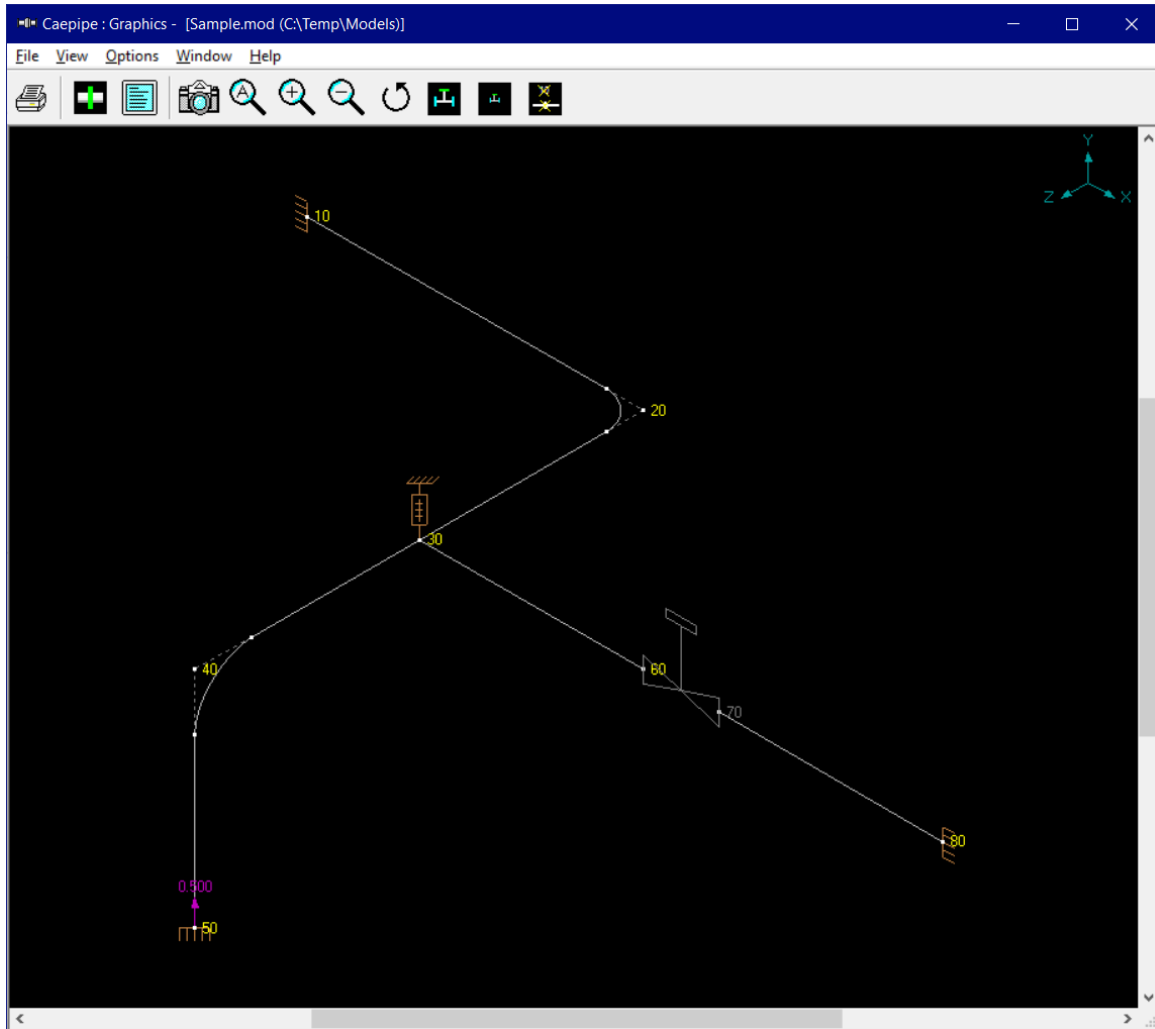 Caepipe : Graphics - [Sample.mod (C:\Temp\Models)]
File View Options Window Help
A
Y
Z X
10
20
30
40
60
70
80
0.500
50